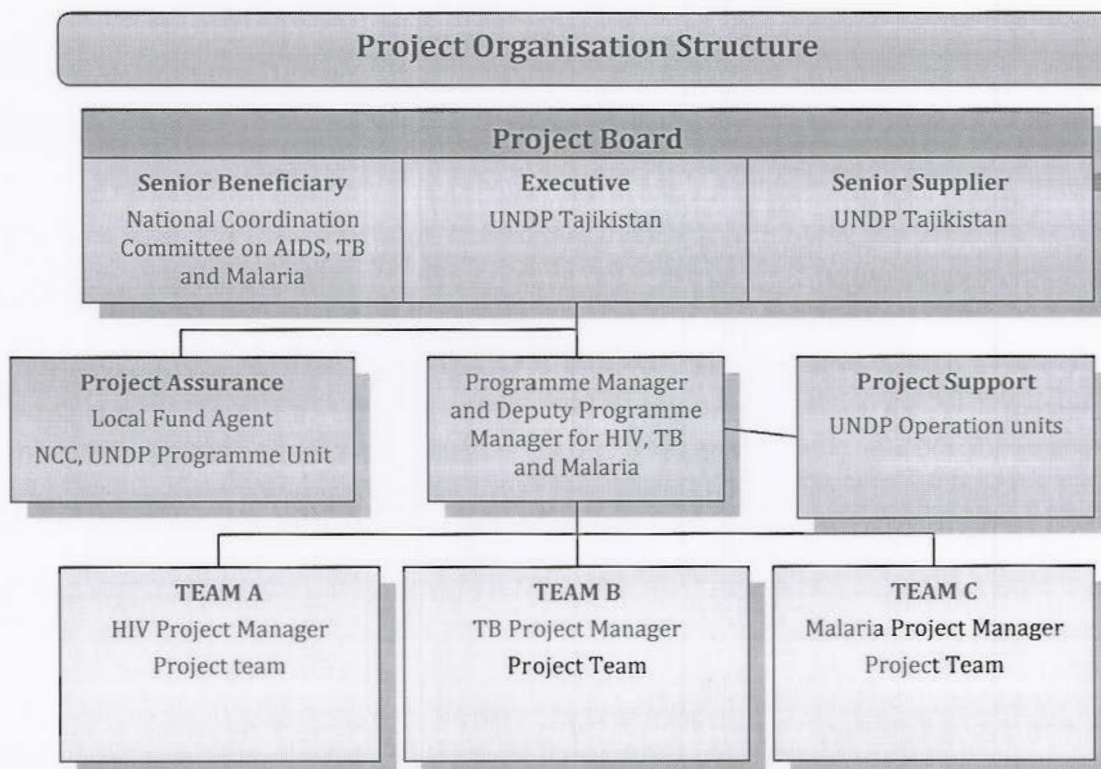 Project Organisation Structure
Project Board
Senior Beneficiary
National Coordination
Committee on AIDS, TB
and Malaria
Executive
UNDP Tajikistan
Senior Supplier
UNDP Tajikistan
Project Assurance
Local Fund Agent
NCC, UNDP Programme Unit
Programme Manager
and Deputy Programme
Manager for HIV, TB
and Malaria
Project Support
UNDP Operation units
TEAM A
HIV Project Manager
Project team
TEAM B
TB Project Manager
Project Team
TEAM C
Malaria Project Manager
Project Team